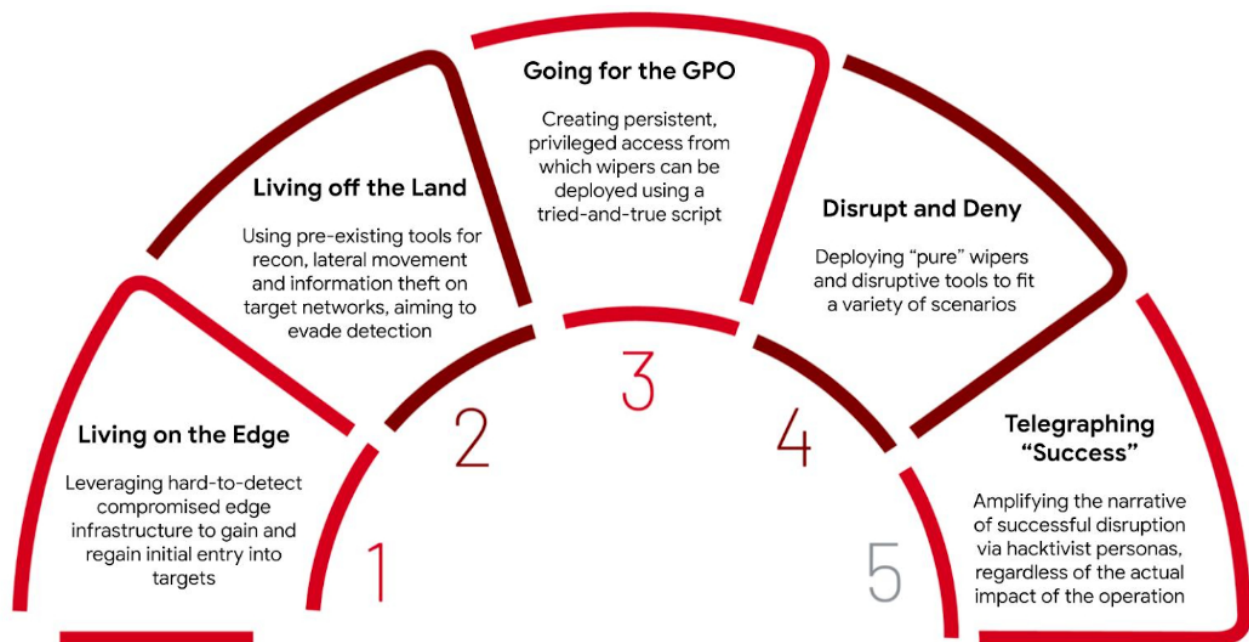 Living on the Edge
Leveraging hard-to-detect
compromised edge
infrastructure to gain and
regain initial entry into
targets
1
Living off the Land
Using pre-existing tools for
recon, lateral movement
and information theft on
target networks, aiming to
evade detection
2
Going for the GPO
Creating persistent,
privileged access from
which wipers can be
deployed using a
tried-and-true script
3
Disrupt and Deny
Deploying “pure” wipers
and disruptive tools to fit
a variety of scenarios
4
Telegraphing
“Success”
Amplifying the narrative
of successful disruption
via hacktivist personas,
regardless of the actual
impact of the operation
5